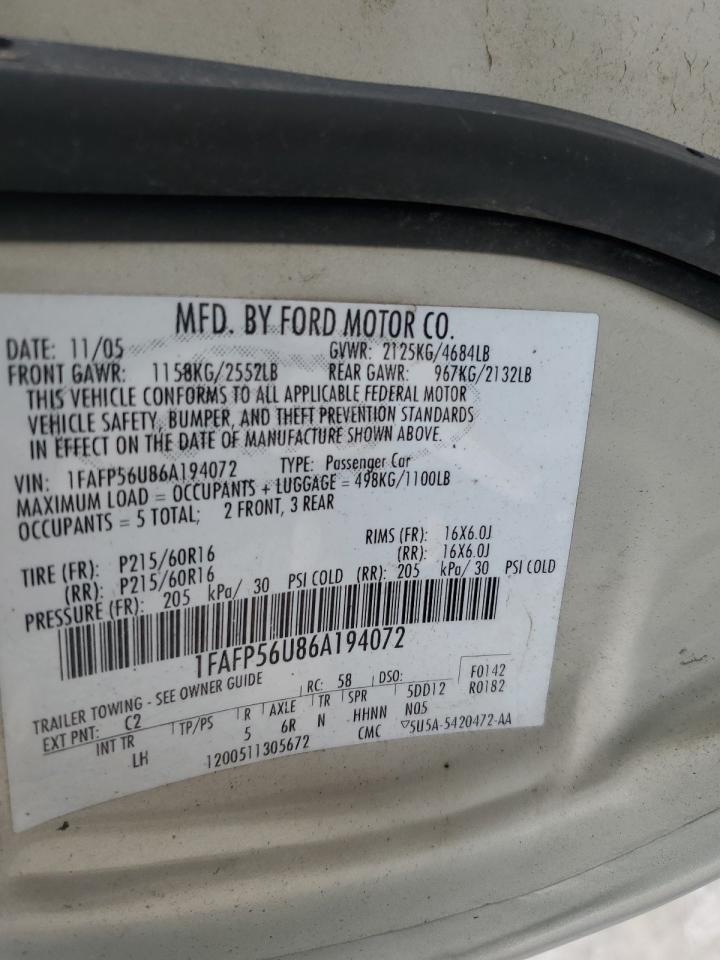 MFD. BY FORD MOTOR CO.
DATE: 11/05 GVWR: 2125KG/4684LB
FRONT GAWR: 1158KG/2552LB REAR GAWR: 967KG/2132LB
THIS VEHICLE CONFORMS TO ALL APPLICABLE FEDERAL MOTOR
VEHICLE SAFETY, BUMPER, AND THEFT PREVENTION STANDARDS
IN EFFECT ON THE DATE OF MANUFACTURE SHOWN ABOVE.
VIN: 1FAFP56U86A194072 TYPE: Passenger Car
MAXIMUM LOAD = OCCUPANTS + LUGGAGE = 498KG/1100LB
OCCUPANTS = 5 TOTAL; 2 FRONT, 3 REAR
TIRE (FR): P215/60R16 RIMS (FR): 16X6.0J
(RR): P215/60R16 (RR): 16X6.0J
PRESSURE (FR): 205 kPa/ 30 PSI COLD (RR): 205 kPa/ 30 PSI COLD
1FAFP56U86A194072
TRAILER TOWING - SEE OWNER GUIDE
EXT PNT: C2 RC: 58 DSO: F0142
INT TR TP/PS R AXLE TR SPR 5DD12 R0182
LH 5 6R N HHNN N05
1200511305672 CMC ▽5U5A-5420472-AA